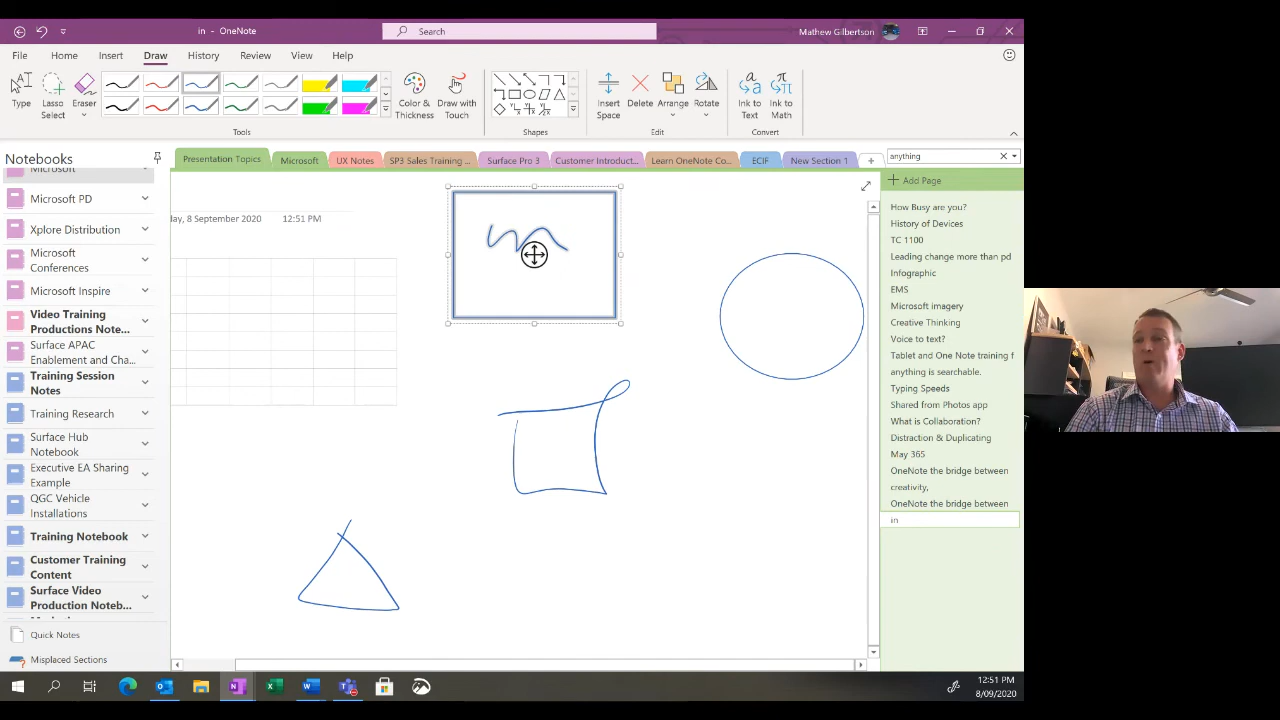 in - OneNote
Search
Mathew Gilbertson
File Home Insert Draw History Review View Help
Type
Lasso Select
Eraser
Color & Thickness
Draw with Touch
Insert Space
Delete
Arrange
Rotate
Ink to Text
Ink to Math
Tools
Shapes
Edit
Convert
Notebooks
Presentation Topics
Microsoft
UX Notes
SP3 Sales Training ...
Surface Pro 3
Customer Introduct...
Learn OneNote Co...
ECIF
New Section 1
anything
Microsoft
Microsoft PD
Xplore Distribution
Microsoft
Conferences
Microsoft Inspire
Video Training
Productions Note...
Surface APAC
Enablement and Cha...
Training Session
Notes
Training Research
Surface Hub
Notebook
Executive EA Sharing
Example
QGC Vehicle
Installations
Training Notebook
Customer Training
Content
Surface Video
Production Noteb...
Quick Notes
Misplaced Sections
day, 8 September 2020 12:51 PM
Add Page
How Busy are you?
History of Devices
TC 1100
Leading change more than pd
Infographic
EMS
Microsoft imagery
Creative Thinking
Voice to text?
Tablet and One Note training f
anything is searchable.
Typing Speeds
Shared from Photos app
What is Collaboration?
Distraction & Duplicating
May 365
OneNote the bridge between
creativity,
OneNote the bridge between
in
12:51 PM
8/09/2020